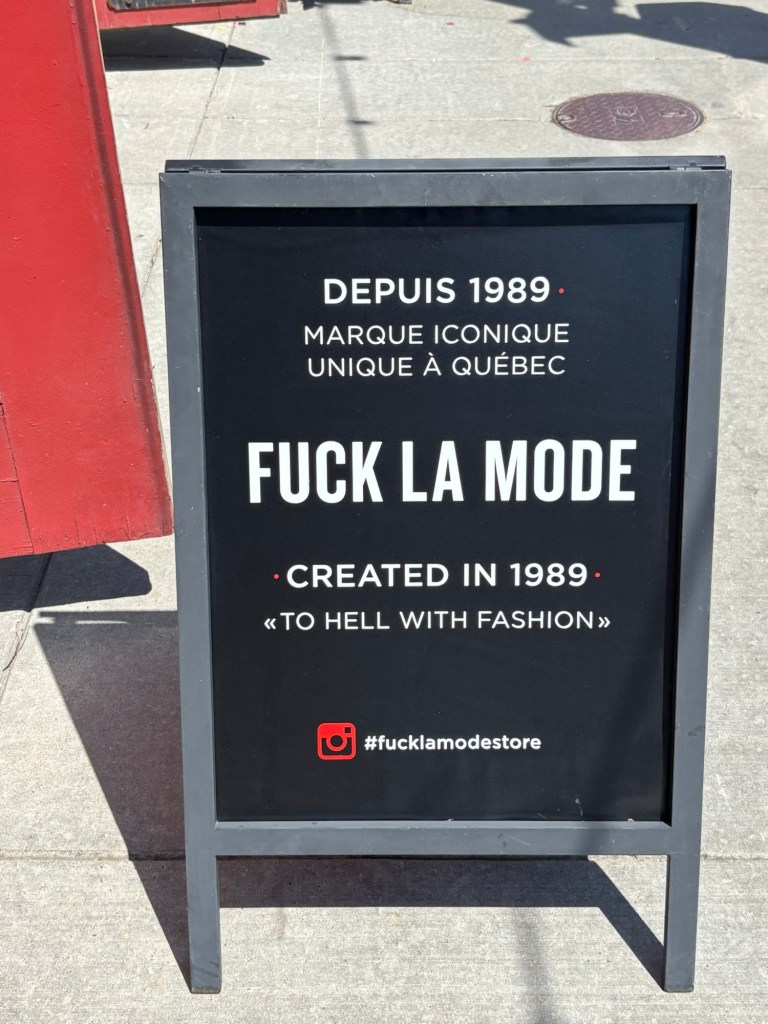 DEPUIS 1989
MARQUE ICONIQUE
UNIQUE À QUÉBEC
FUCK LA MODE
CREATED IN 1989
«TO HELL WITH FASHION»
#fucklamodestore